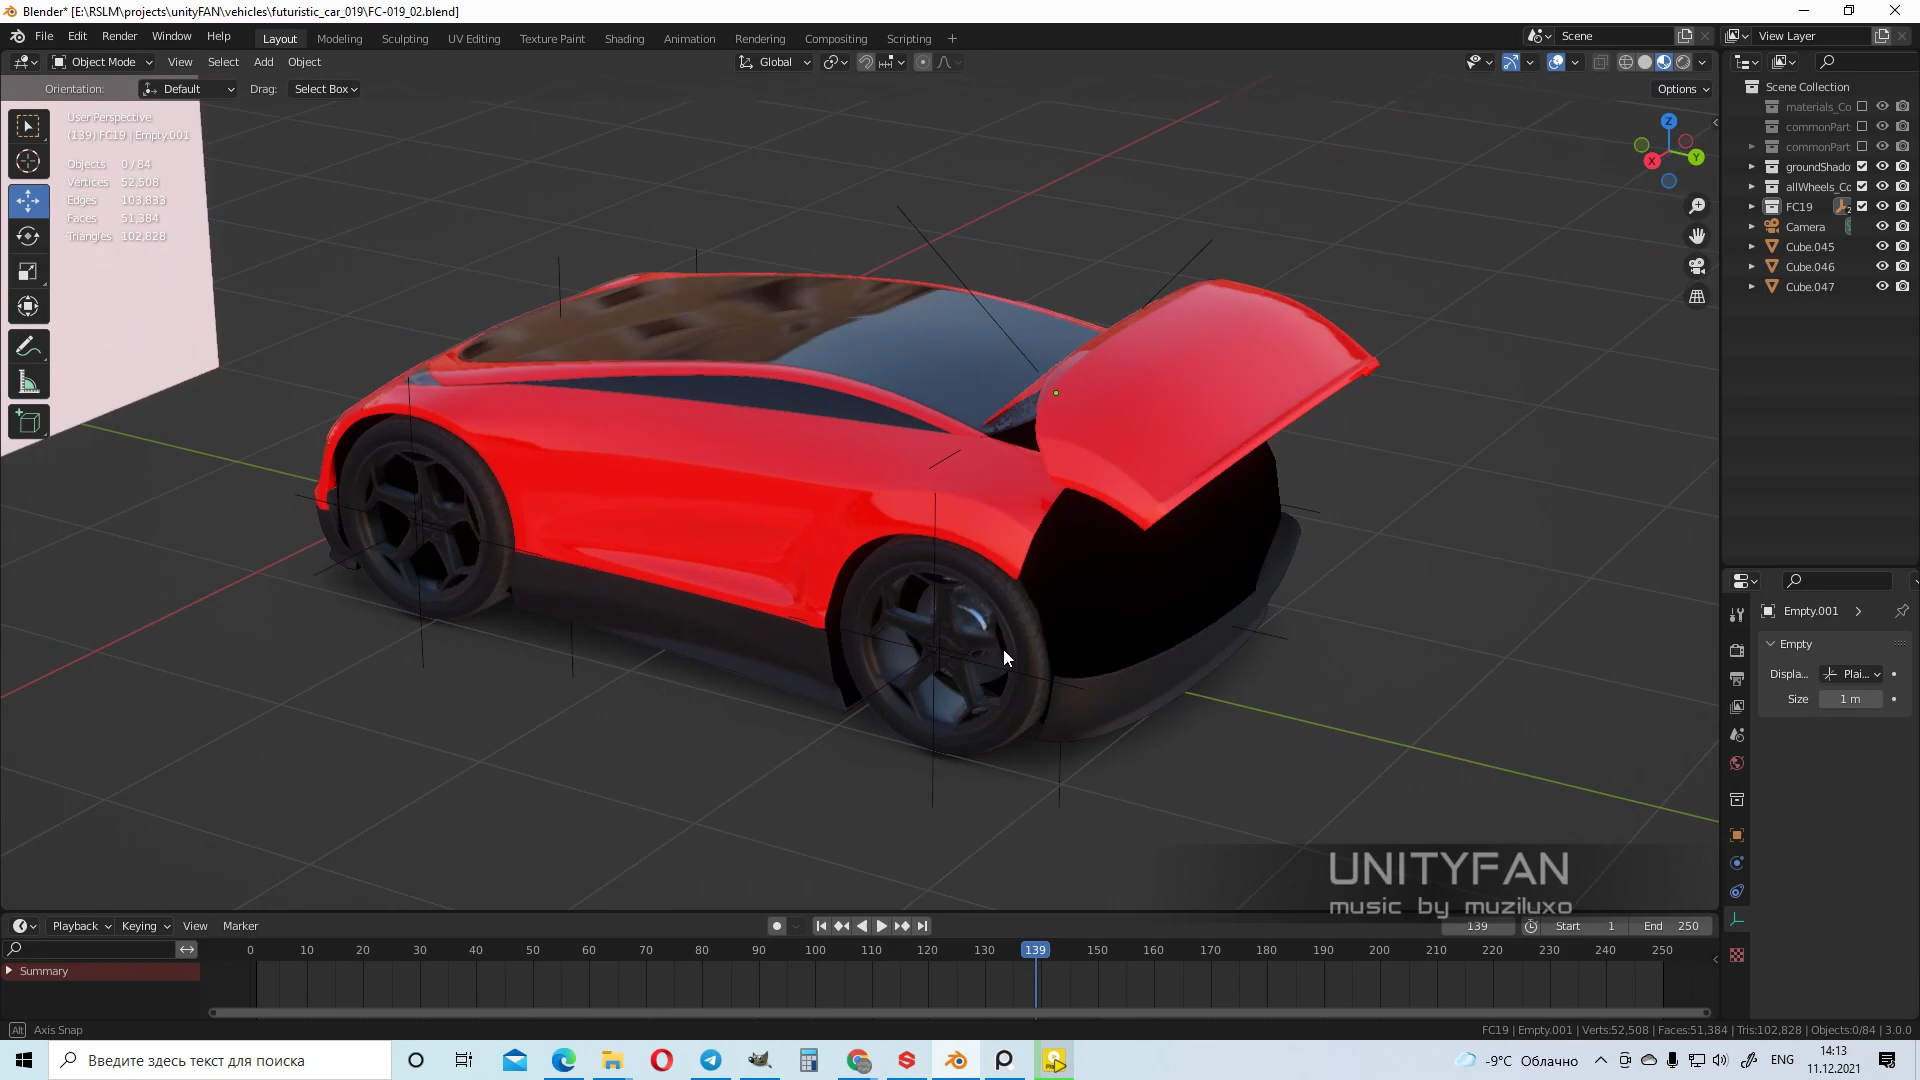 Blender* [E:\RSLM\projects\unityFAN\vehicles\futuristic_car_019\FC-019_02.blend]
File Edit Render Window Help Layout Modeling Sculpting UV Editing Texture Paint Shading Animation Rendering Compositing Scripting Scene View Layer
Object Mode View Select Add Object Global
Orientation: Default Drag: Select Box Options
User Perspective
(139) FC19 | Empty.001
Objects 0 / 84
Vertices 52,508
Edges 103,833
Faces 51,384
Triangles 102,828
Z
Y
X
Scene Collection
materials_Co
commonPart
commonPart
groundShado
allWheels_Co
FC19 2
Camera
Cube.045
Cube.046
Cube.047
Empty.001
Empty
Displa... Plai...
Size 1 m
UNITYFAN
music by muziluxo
Playback Keying View Marker 139 Start 1 End 250
0 10 20 30 40 50 60 70 80 90 100 110 120 130 139 150 160 170 180 190 200 210 220 230 240 250
Summary
Alt Axis Snap FC19 | Empty.001 | Verts:52,508 | Faces:51,384 | Tris:102,828 | Objects:0/84 | 3.0.0
Введите здесь текст для поиска -9°C Облачно ENG 14:13
11.12.2021